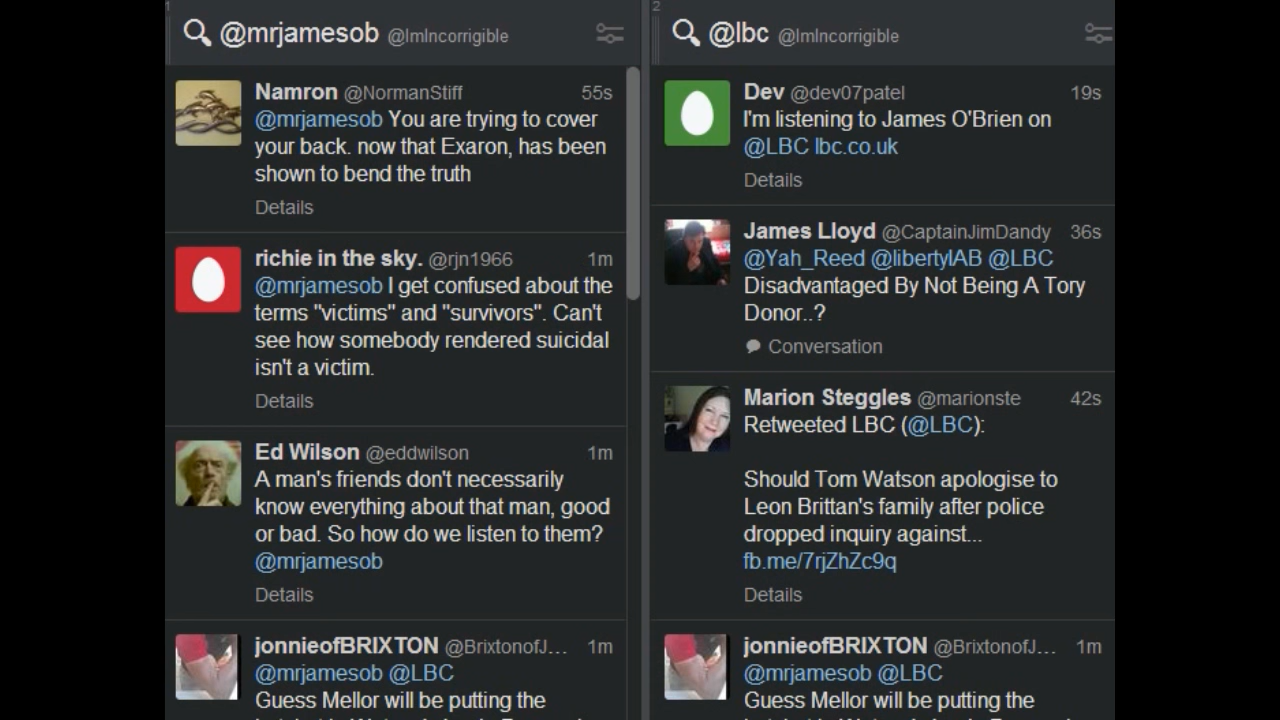 1
@mrjamesob @ImIncorrigible
Namron @NormanStiff 55s
@mrjamesob You are trying to cover
your back. now that Exaron, has been
shown to bend the truth
Details
richie in the sky. @rjn1966 1m
@mrjamesob I get confused about the
terms "victims" and "survivors". Can't
see how somebody rendered suicidal
isn't a victim.
Details
Ed Wilson @eddwilson 1m
A man's friends don't necessarily
know everything about that man, good
or bad. So how do we listen to them?
@mrjamesob
Details
jonnieofBRIXTON @BrixtonofJ... 1m
@mrjamesob @LBC
Guess Mellor will be putting the
2
@lbc @ImIncorrigible
Dev @dev07patel 19s
I'm listening to James O'Brien on
@LBC lbc.co.uk
Details
James Lloyd @CaptainJimDandy 36s
@Yah_Reed @libertyIAB @LBC
Disadvantaged By Not Being A Tory
Donor..?
Conversation
Marion Steggles @marionste 42s
Retweeted LBC (@LBC):
Should Tom Watson apologise to
Leon Brittan's family after police
dropped inquiry against...
fb.me/7rjZhZc9q
Details
jonnieofBRIXTON @BrixtonofJ... 1m
@mrjamesob @LBC
Guess Mellor will be putting the